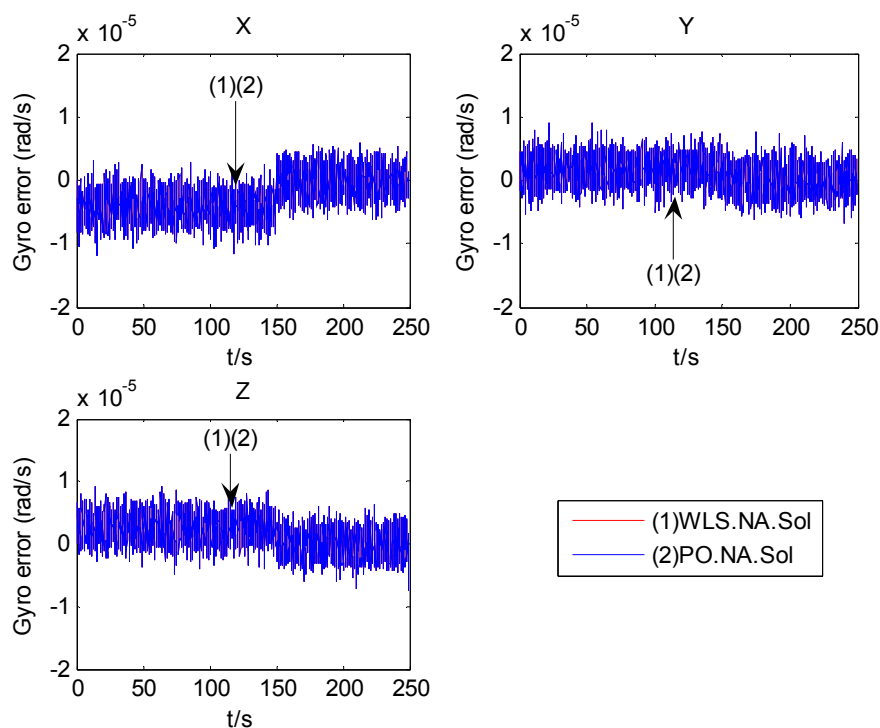 x 10^-5
X
2
1
0
-1
-2
Gyro error (rad/s)
(1)(2)
0 50 100 150 200 250
t/s
x 10^-5
Y
2
1
0
-1
-2
Gyro error (rad/s)
(1)(2)
0 50 100 150 200 250
t/s
x 10^-5
Z
2
1
0
-1
-2
Gyro error (rad/s)
(1)(2)
0 50 100 150 200 250
t/s
(1)WLS.NA.Sol
(2)PO.NA.Sol